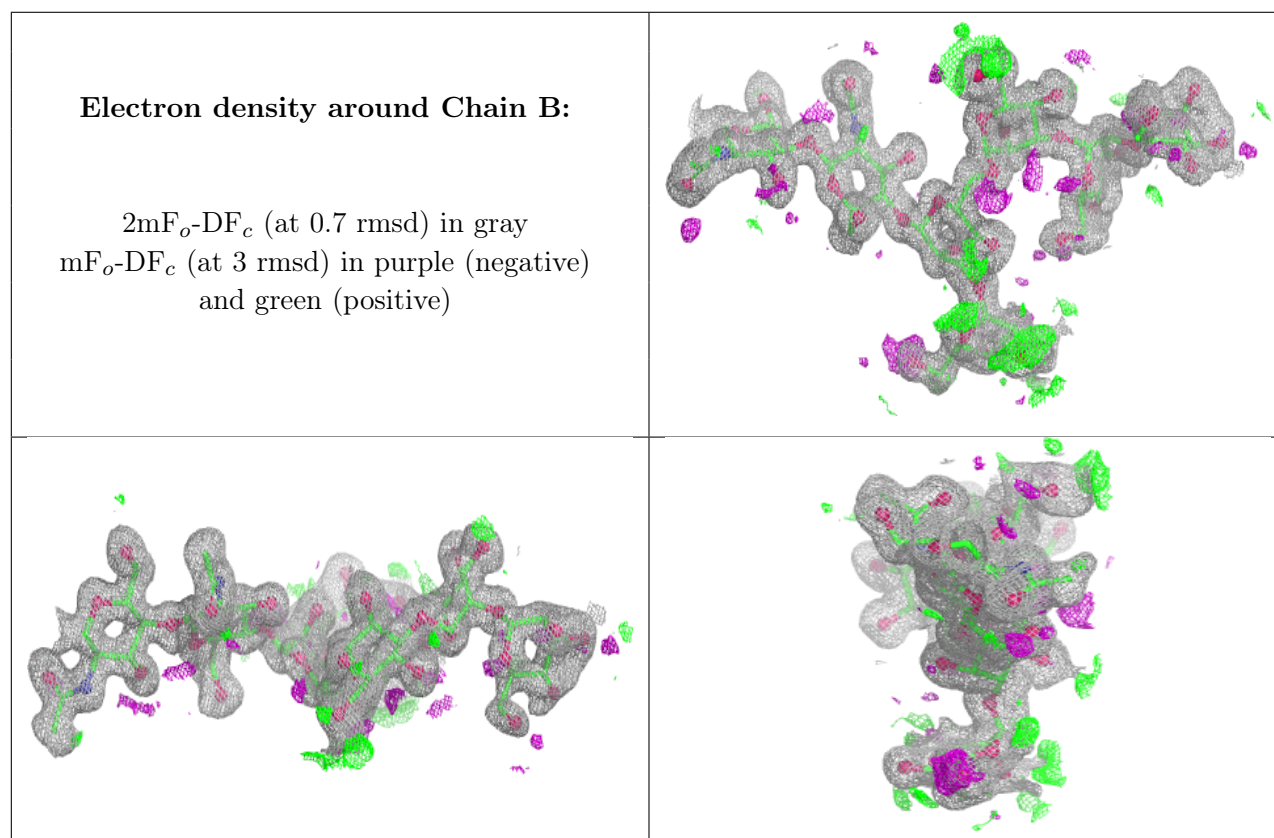 Electron density around Chain B:
2mFₒ-DF𝒸 (at 0.7 rmsd) in gray
mFₒ-DF𝒸 (at 3 rmsd) in purple (negative)
and green (positive)